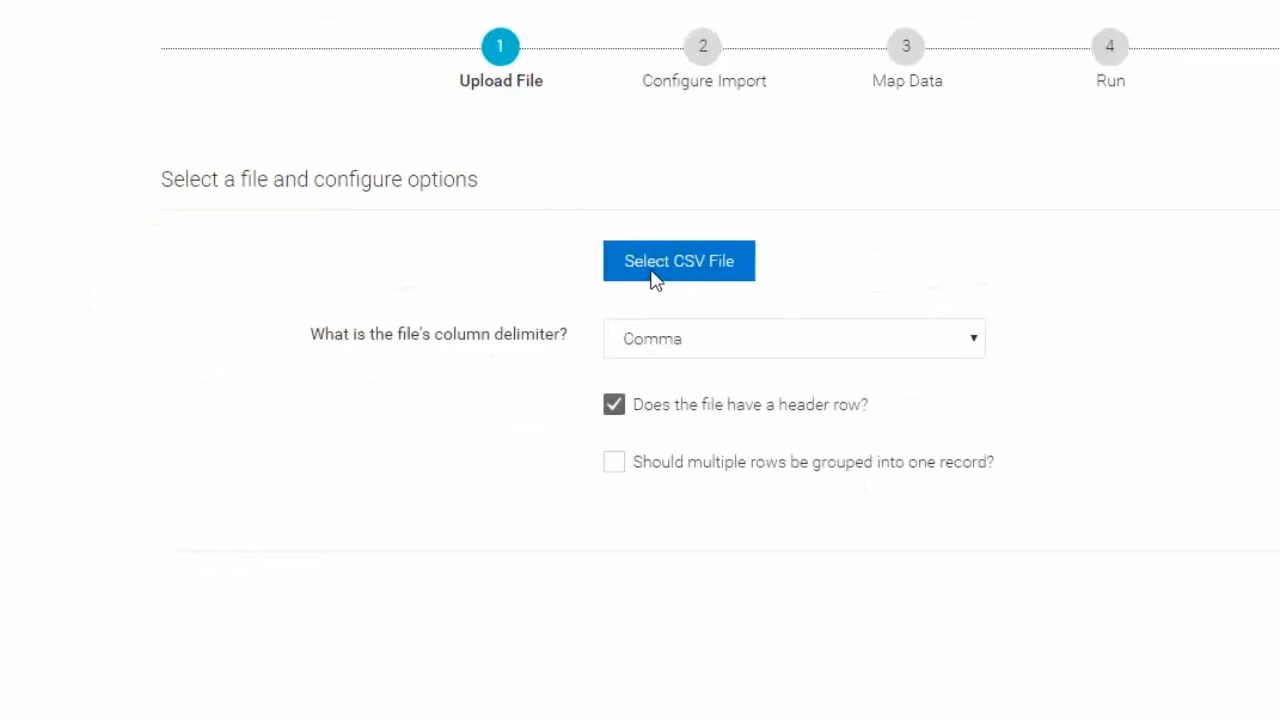 1 2 3 4
Upload File Configure Import Map Data Run
Select a file and configure options
Select CSV File
What is the file's column delimiter? Comma
Does the file have a header row?
Should multiple rows be grouped into one record?